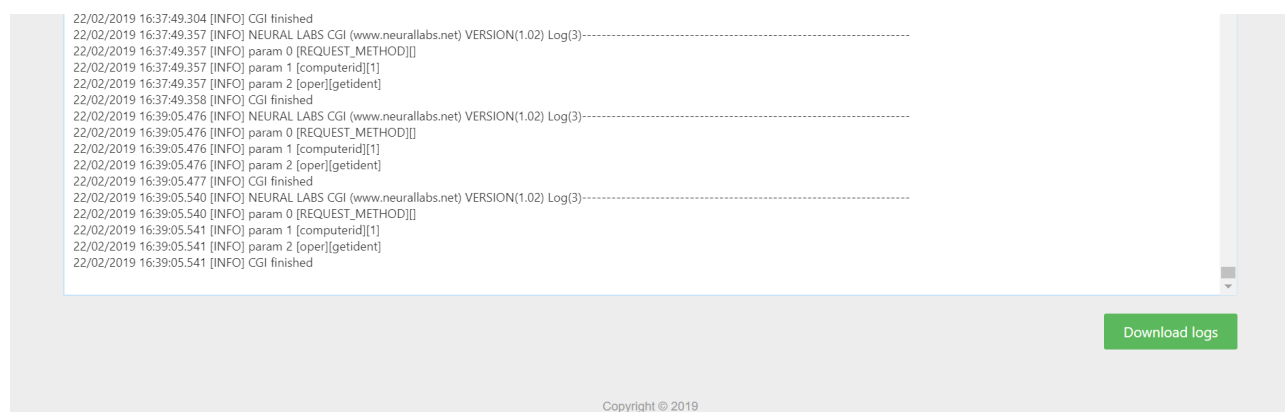 22/02/2019 16:37:49.304 [INFO] CGI finished
22/02/2019 16:37:49.357 [INFO] NEURAL LABS CGI (www.neurallabs.net) VERSION(1.02) Log(3)--------------------------------------------------------------------
22/02/2019 16:37:49.357 [INFO] param 0 [REQUEST_METHOD][]
22/02/2019 16:37:49.357 [INFO] param 1 [computerid][1]
22/02/2019 16:37:49.357 [INFO] param 2 [oper][getident]
22/02/2019 16:37:49.358 [INFO] CGI finished
22/02/2019 16:39:05.476 [INFO] NEURAL LABS CGI (www.neurallabs.net) VERSION(1.02) Log(3)--------------------------------------------------------------------
22/02/2019 16:39:05.476 [INFO] param 0 [REQUEST_METHOD][]
22/02/2019 16:39:05.476 [INFO] param 1 [computerid][1]
22/02/2019 16:39:05.476 [INFO] param 2 [oper][getident]
22/02/2019 16:39:05.477 [INFO] CGI finished
22/02/2019 16:39:05.540 [INFO] NEURAL LABS CGI (www.neurallabs.net) VERSION(1.02) Log(3)--------------------------------------------------------------------
22/02/2019 16:39:05.540 [INFO] param 0 [REQUEST_METHOD][]
22/02/2019 16:39:05.541 [INFO] param 1 [computerid][1]
22/02/2019 16:39:05.541 [INFO] param 2 [oper][getident]
22/02/2019 16:39:05.541 [INFO] CGI finished
Download logs
Copyright © 2019